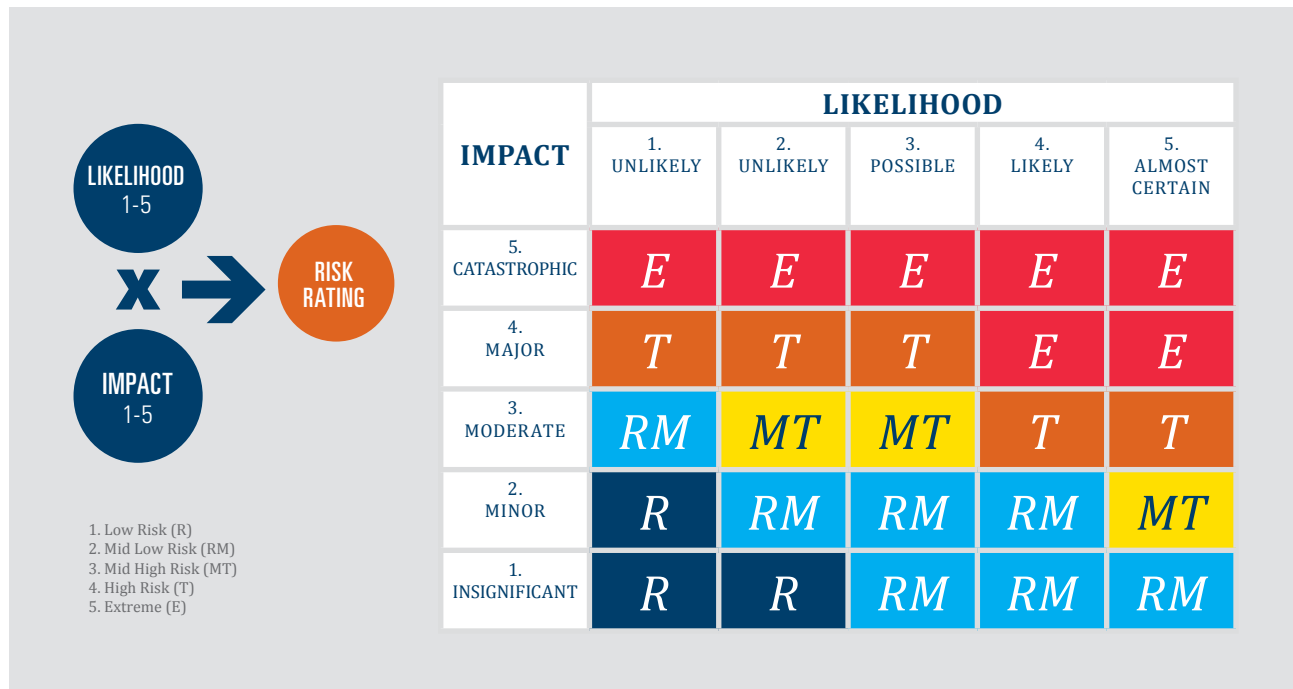 LIKELIHOOD
1-5
X
IMPACT
1-5
RISK
RATING
1. Low Risk (R)
2. Mid Low Risk (RM)
3. Mid High Risk (MT)
4. High Risk (T)
5. Extreme (E)
IMPACT
LIKELIHOOD
1.
UNLIKELY
2.
UNLIKELY
3.
POSSIBLE
4.
LIKELY
5.
ALMOST
CERTAIN
5.
CATASTROPHIC
E E E E E
4.
MAJOR
T T T E E
3.
MODERATE
RM MT MT T T
2.
MINOR
R RM RM RM MT
1.
INSIGNIFICANT
R R RM RM RM